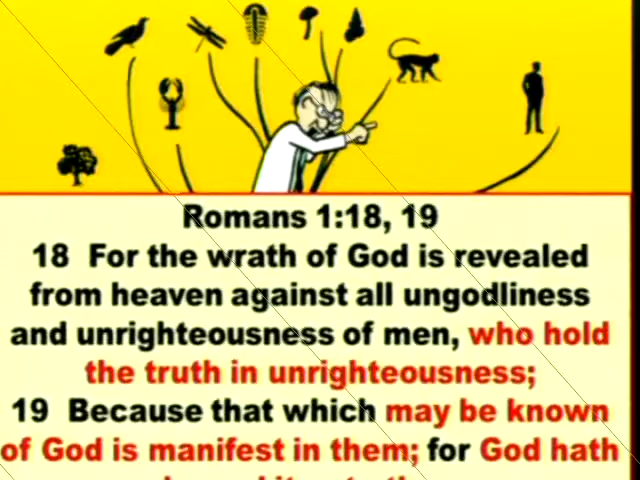 Romans 1:18, 19
18 For the wrath of God is revealed
from heaven against all ungodliness
and unrighteousness of men, who hold
the truth in unrighteousness;
19 Because that which may be known
of God is manifest in them; for God hath